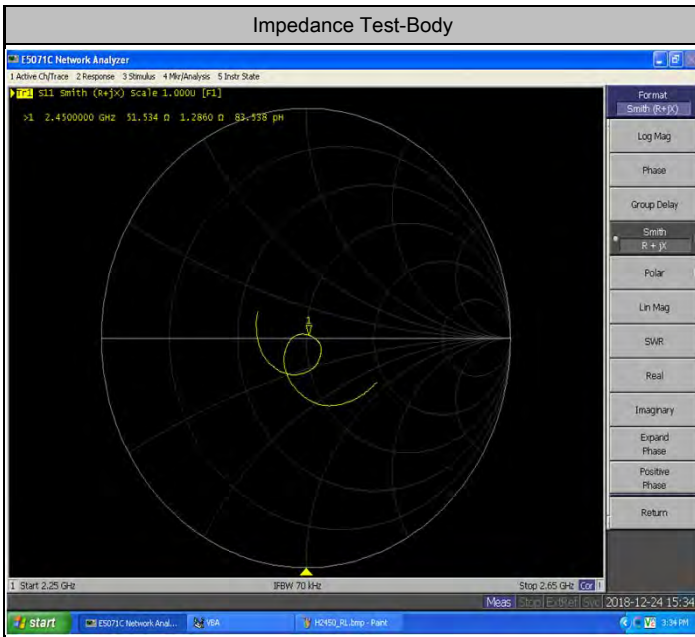 Impedance Test-Body
E5071C Network Analyzer
1 Active Ch/Trace 2 Response 3 Stimulus 4 Mkr/Analysis 5 Instr State
Tr1 S11 Smith (R+jX) Scale 1.000U [F1]
>1 2.4500000 GHz 51.534 Ω 1.2860 Ω 83.538 pH
1
Format
Smith (R+jX)
Log Mag
Phase
Group Delay
Smith
R + jX
Polar
Lin Mag
SWR
Real
Imaginary
Expand
Phase
Positive
Phase
Return
1 Start 2.25 GHz IFBW 70 kHz Stop 2.65 GHz Cor !
Meas Stop ExtRef Svc 2018-12-24 15:34
start E5071C Network Anal... VBA H2450_RL.bmp - Paint 3:34 PM